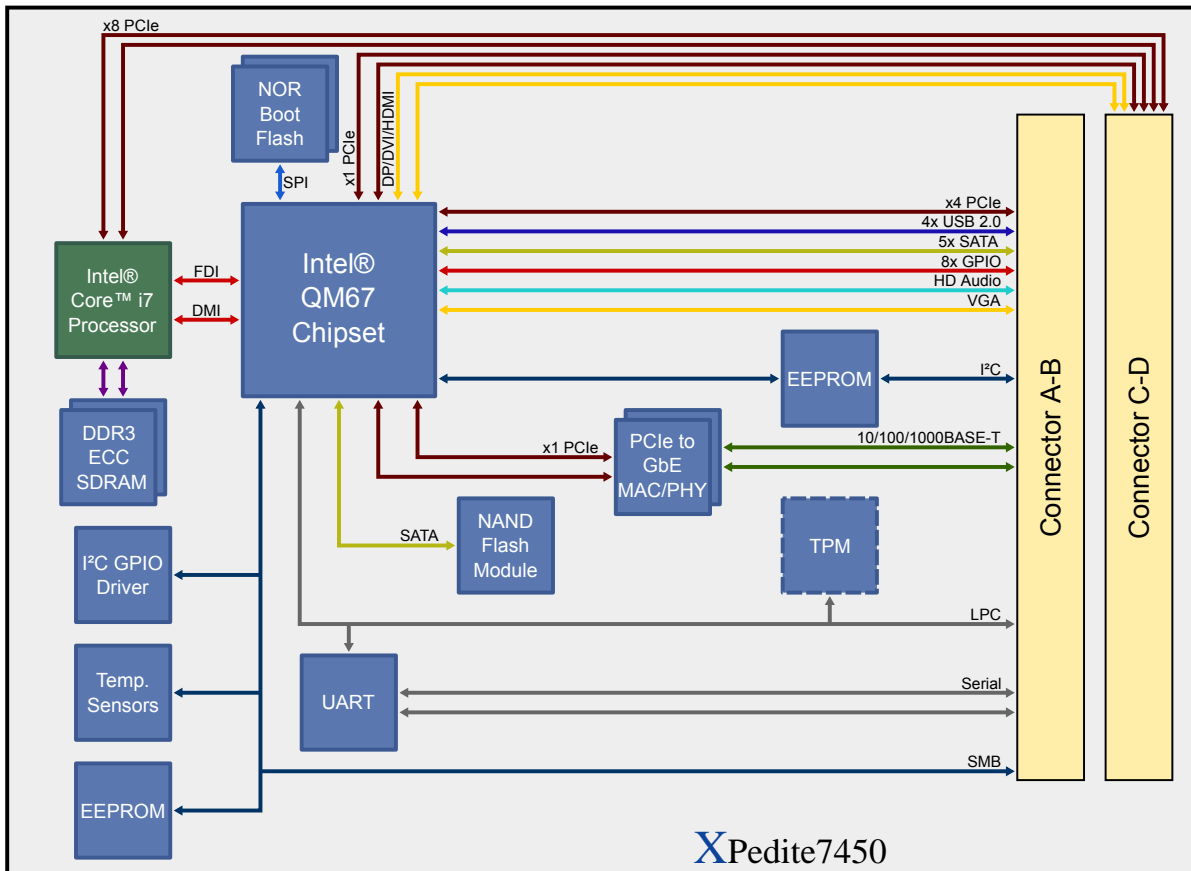 x8 PCIe
NOR
Boot
Flash
SPI
x1 PCIe
DP/DVI/HDMI
Intel®
Core™ i7
Processor
FDI
DMI
Intel®
QM67
Chipset
x4 PCIe
4x USB 2.0
5x SATA
8x GPIO
HD Audio
VGA
EEPROM
I²C
DDR3
ECC
SDRAM
x1 PCIe
PCIe to
GbE
MAC/PHY
10/100/1000BASE-T
Connector A-B
Connector C-D
SATA
NAND
Flash
Module
TPM
I²C GPIO
Driver
LPC
Temp.
Sensors
UART
Serial
SMB
EEPROM
XPedite7450